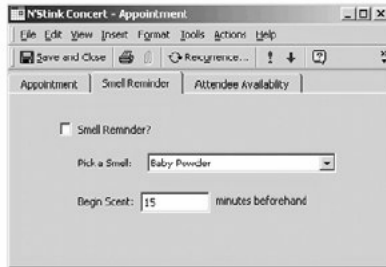 N'Stink Concert - Appointment
File Edit View Insert Format Tools Actions Help
Save and Close Recurrence...
Appointment Smell Reminder Attendee Availability
Smell Reminder?
Pick a Smell: Baby Powder
Begin Scent: 15 minutes beforehand